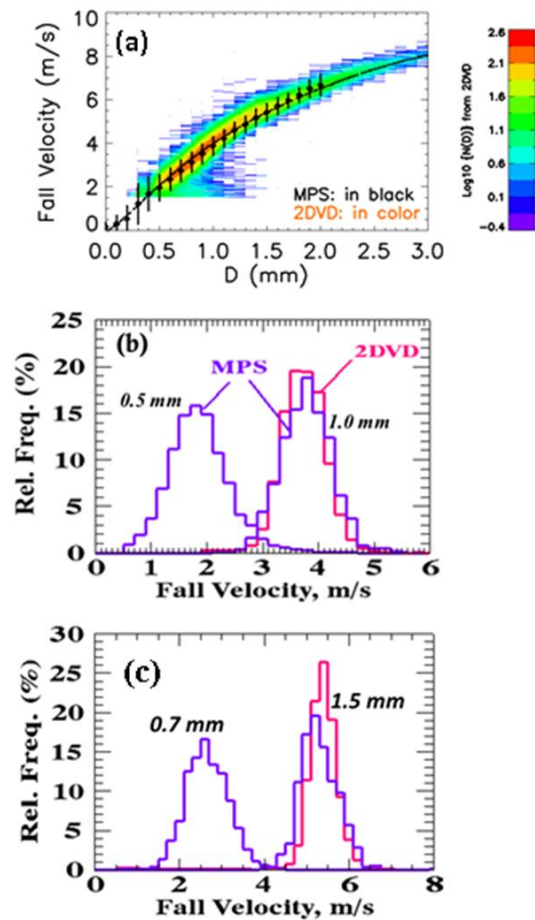 (a)
Fall Velocity (m/s)
10
8
6
4
2
0
MPS: in black
2DVD: in color
0.0 0.5 1.0 1.5 2.0 2.5 3.0
D (mm)
2.6
2.1
1.6
1.1
0.6
0.1
-0.4
Log10 {N(D)} from 2DVD
(b)
Rel. Freq. (%)
25
20
15
10
5
0
MPS
2DVD
0.5 mm
1.0 mm
0 1 2 3 4 5 6
Fall Velocity, m/s
(c)
Rel. Freq. (%)
30
25
20
15
10
5
0
0.7 mm
1.5 mm
0 2 4 6 8
Fall Velocity, m/s